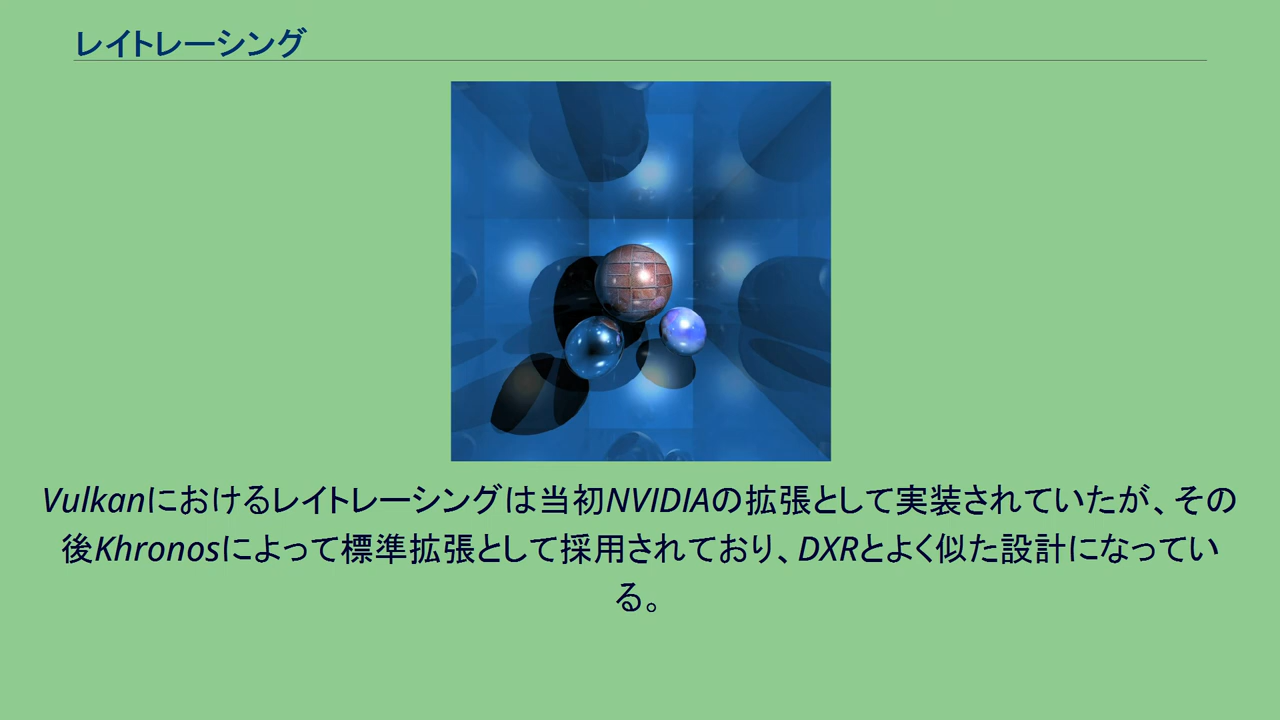 レイトレーシング
Vulkanにおけるレイトレーシングは当初NVIDIAの拡張として実装されていたが、その
後Khronosによって標準拡張として採用されており、DXRとよく似た設計になってい
る。